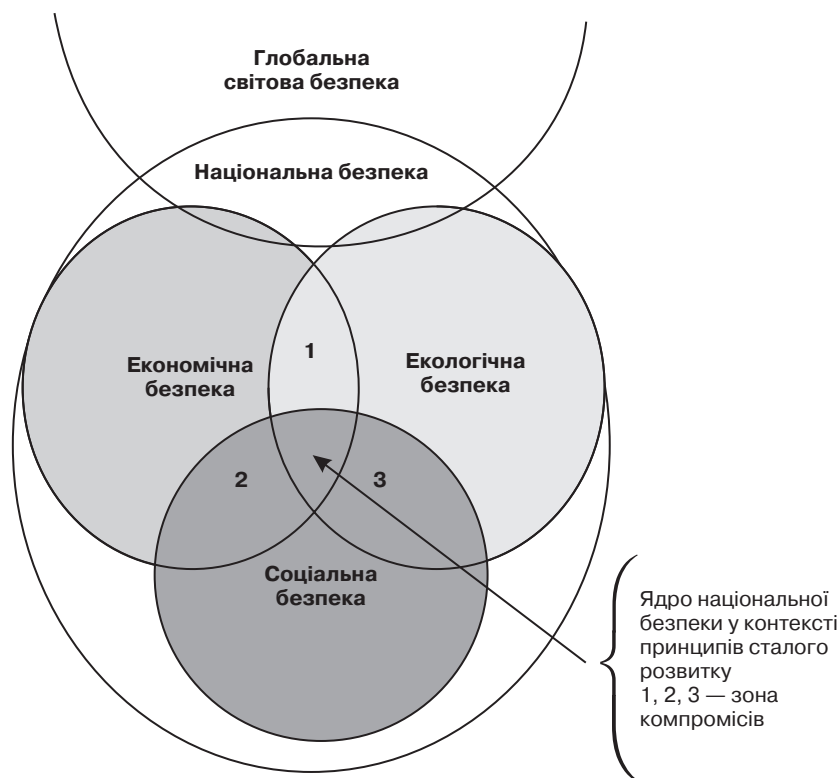 Глобальна
світова безпека
Національна безпека
1
Економічна
безпека
Екологічна
безпека
2
3
Соціальна
безпека
Ядро національної
безпеки у контексті
принципів сталого
розвитку
1, 2, 3 — зона
компромісів